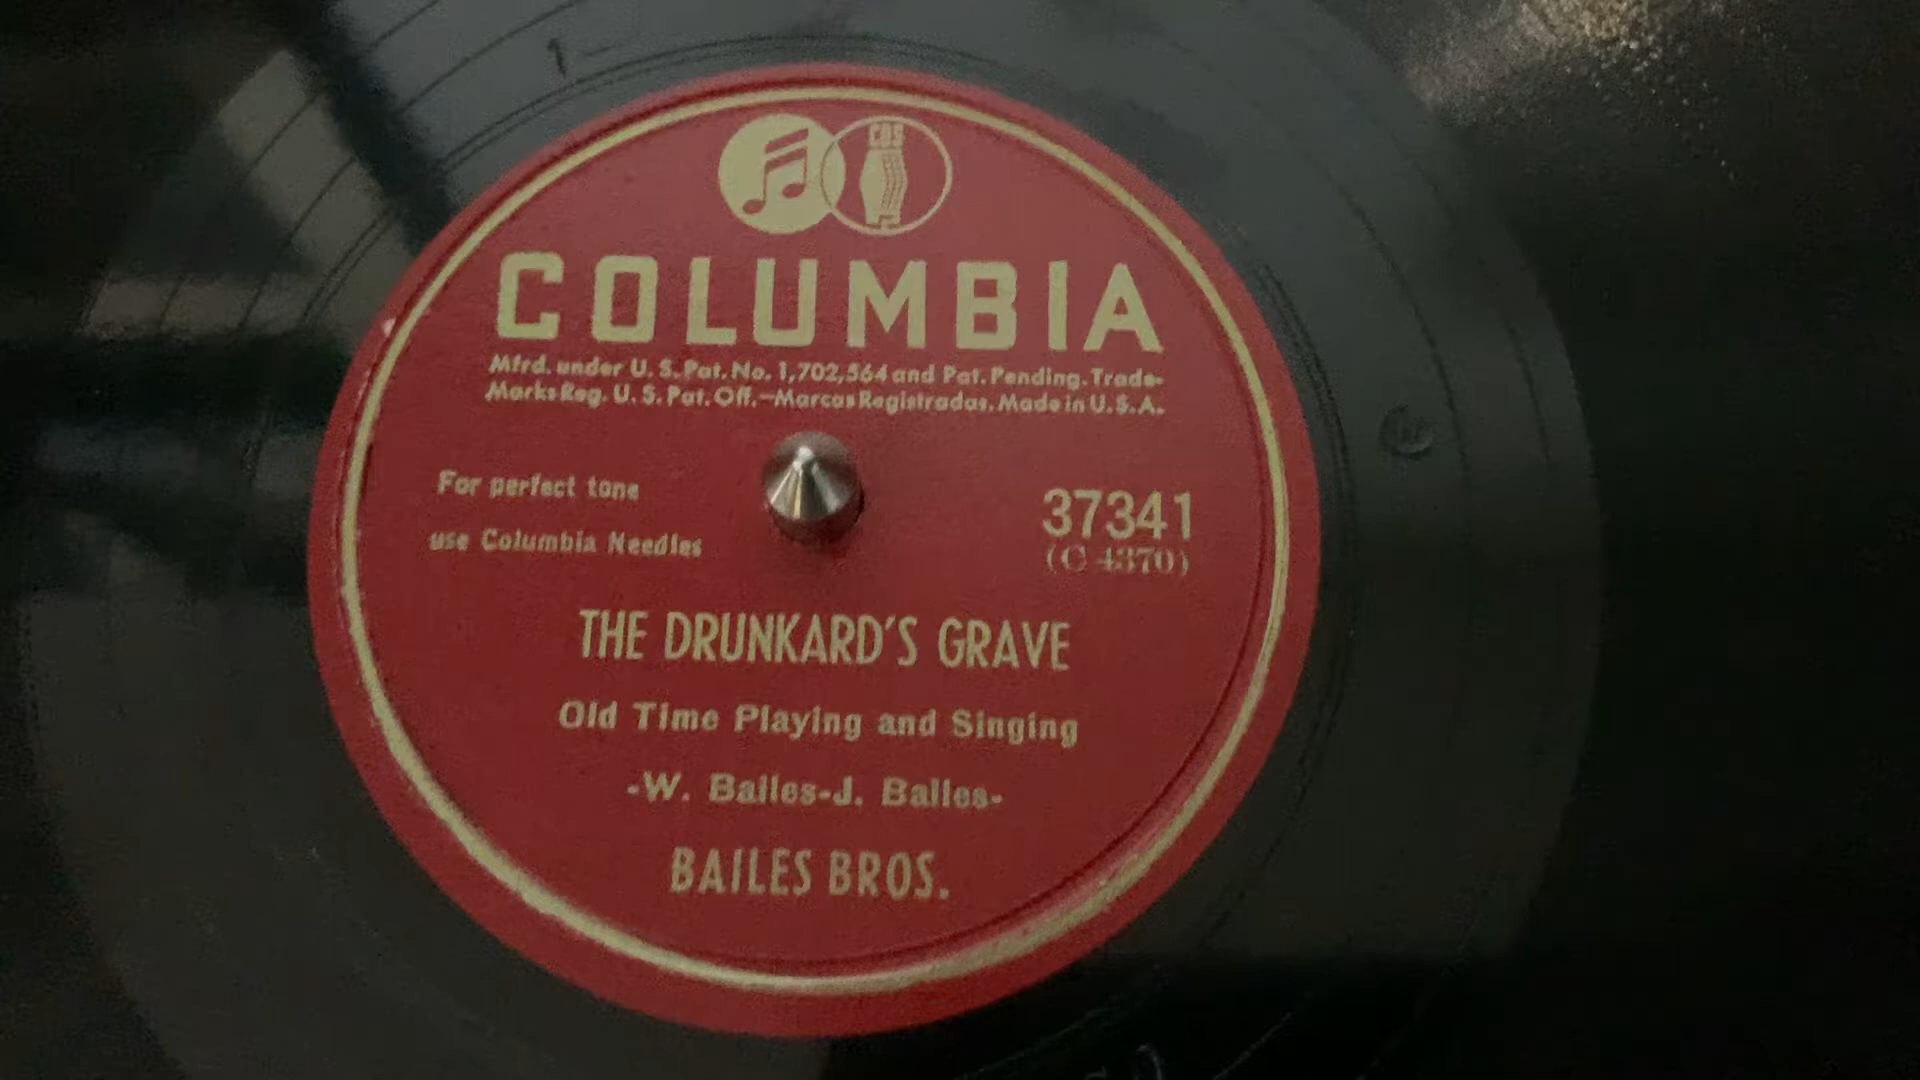 1
CBS
COLUMBIA
Mfrd. under U. S. Pat. No. 1,702,564 and Pat. Pending. Trade-
Marks Reg. U. S. Pat. Off.—Marcas Registradas. Made in U.S.A.
For perfect tone
use Columbia Needles
37341
(C 4370)
THE DRUNKARD'S GRAVE
Old Time Playing and Singing
-W. Bailes-J. Bailes-
BAILES BROS.